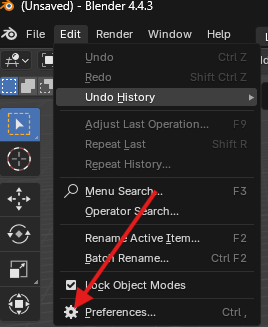 (Unsaved) - Blender 4.4.3
File Edit Render Window
Undo Ctrl Z
Redo Shift Ctrl Z
Undo History
Adjust Last Operation... F9
Repeat Last Shift R
Repeat History...
Menu Search... F3
Operator Search...
Rename Active Item... F2
Batch Rename... Ctrl F2
Lock Object Modes
Preferences... Ctrl ,